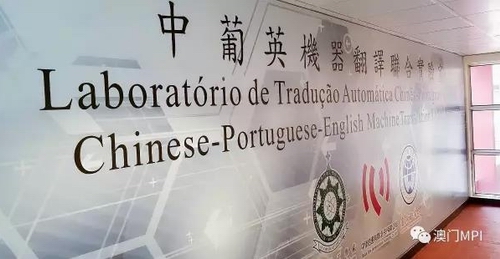 中葡英機器翻譯聯合實驗室
Laboratório de Tradução Automática
Chinese-Portuguese-English Machine
澳门MPI